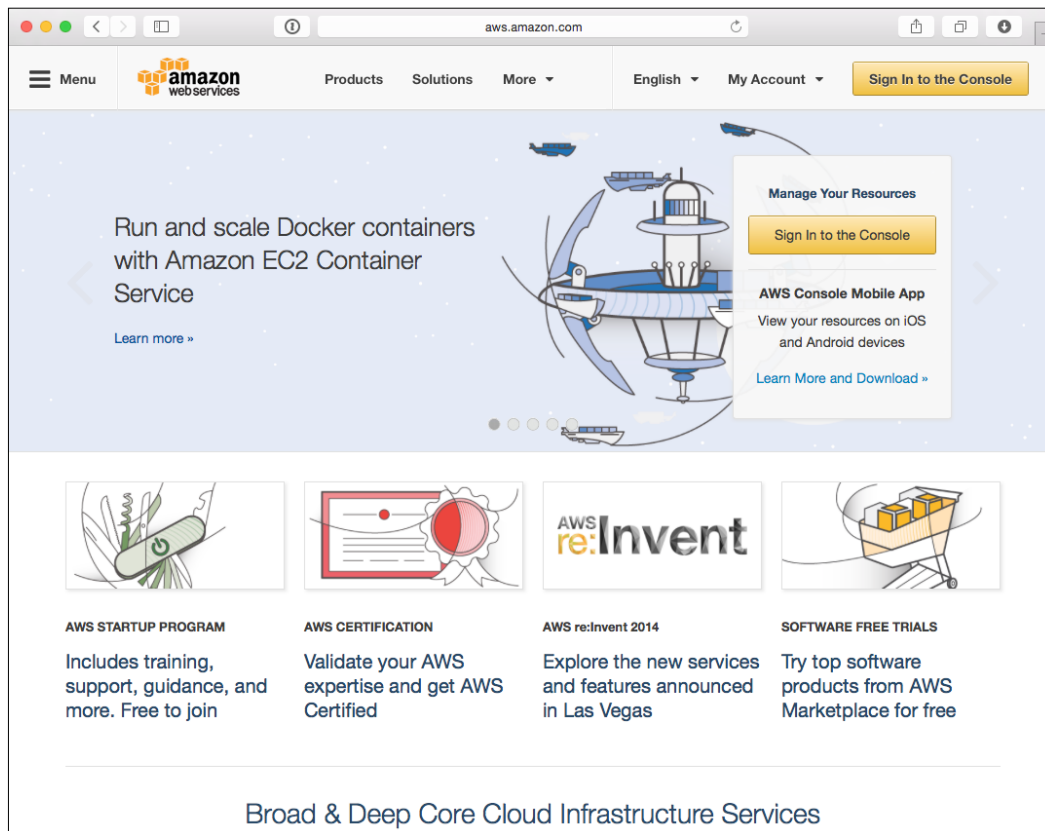 aws.amazon.com
Menu
amazon
webservices
Products Solutions More English My Account Sign In to the Console
Run and scale Docker containers
with Amazon EC2 Container
Service
Learn more »
Manage Your Resources
Sign In to the Console
AWS Console Mobile App
View your resources on iOS
and Android devices
Learn More and Download »
AWS
re:Invent
AWS STARTUP PROGRAM
Includes training,
support, guidance, and
more. Free to join
AWS CERTIFICATION
Validate your AWS
expertise and get AWS
Certified
AWS re:Invent 2014
Explore the new services
and features announced
in Las Vegas
SOFTWARE FREE TRIALS
Try top software
products from AWS
Marketplace for free
Broad & Deep Core Cloud Infrastructure Services